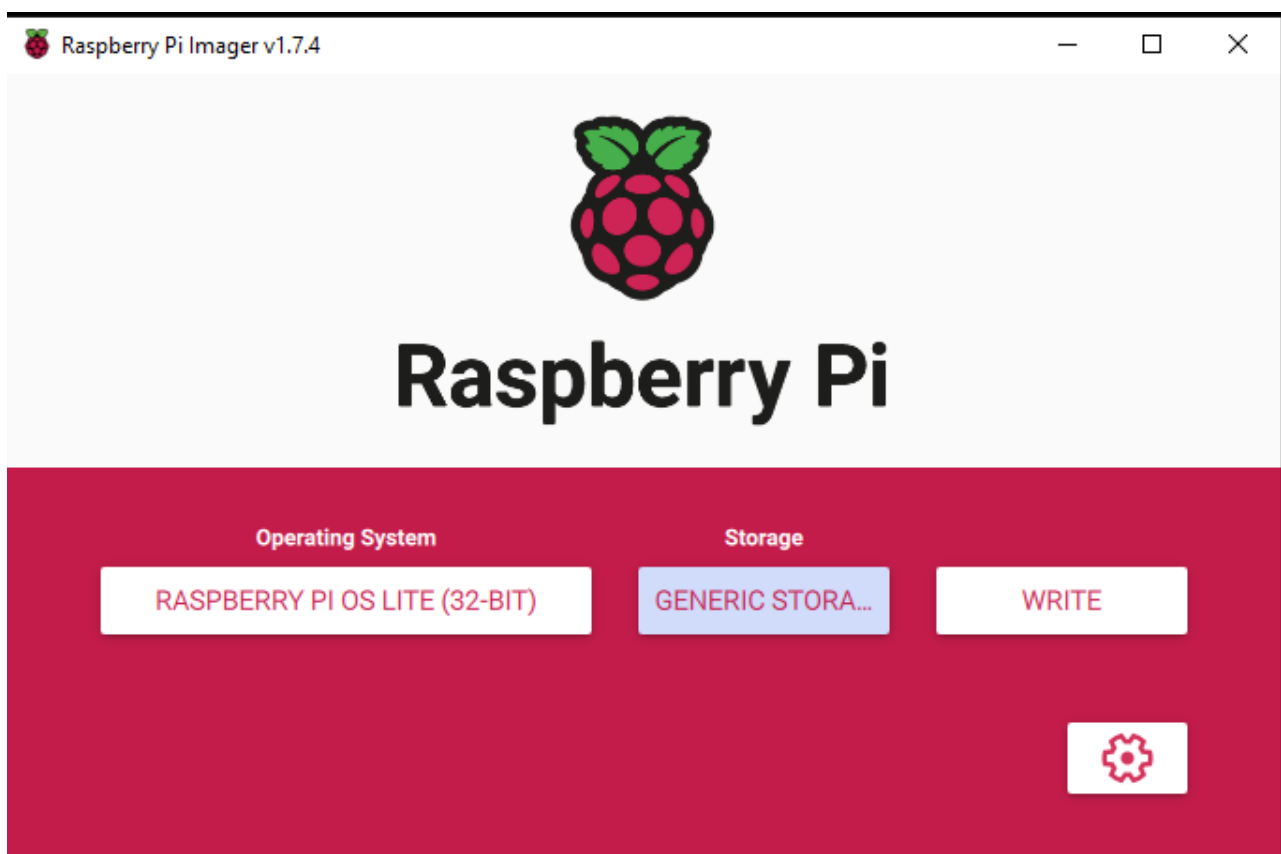 Raspberry Pi Imager v1.7.4
Raspberry Pi
Operating System
Storage
RASPBERRY PI OS LITE (32-BIT)
GENERIC STORA...
WRITE